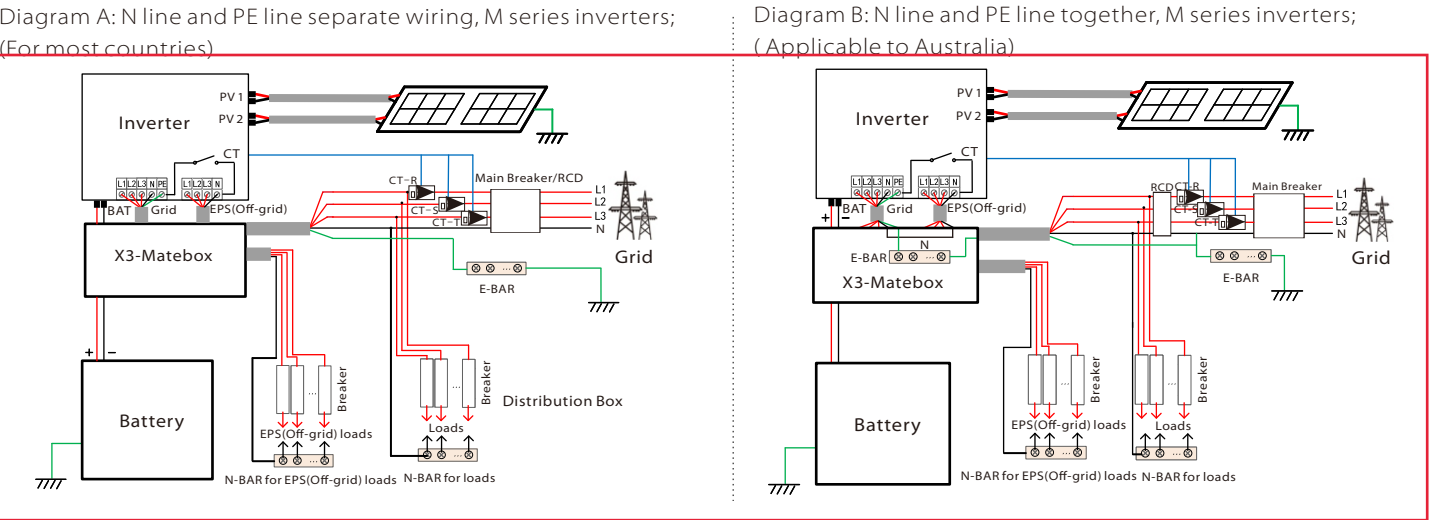 Diagram A: N line and PE line separate wiring, M series inverters;
(For most countries)
PV 1
PV 2
Inverter
CT
L1 L2 L3 N PE
L1 L2 L3 N
BAT
Grid
EPS(Off-grid)
CT-R
CT-S
CT-T
Main Breaker/RCD
L1
L2
L3
N
Grid
X3-Matebox
E-BAR
+ −
Battery
Breaker
EPS(Off-grid) loads
N-BAR for EPS(Off-grid) loads
Breaker
Distribution Box
Loads
N-BAR for loads
Diagram B: N line and PE line together, M series inverters;
( Applicable to Australia)
PV 1
PV 2
Inverter
CT
L1 L2 L3 N PE
L1 L2 L3 N
+ −
BAT
Grid
EPS(Off-grid)
RCD
CT-R
CT-S
CT-T
Main Breaker
L1
L2
L3
N
Grid
N
E-BAR
X3-Matebox
E-BAR
Battery
Breaker
EPS(Off-grid) loads
N-BAR for EPS(Off-grid) loads
Breaker
Loads
N-BAR for loads